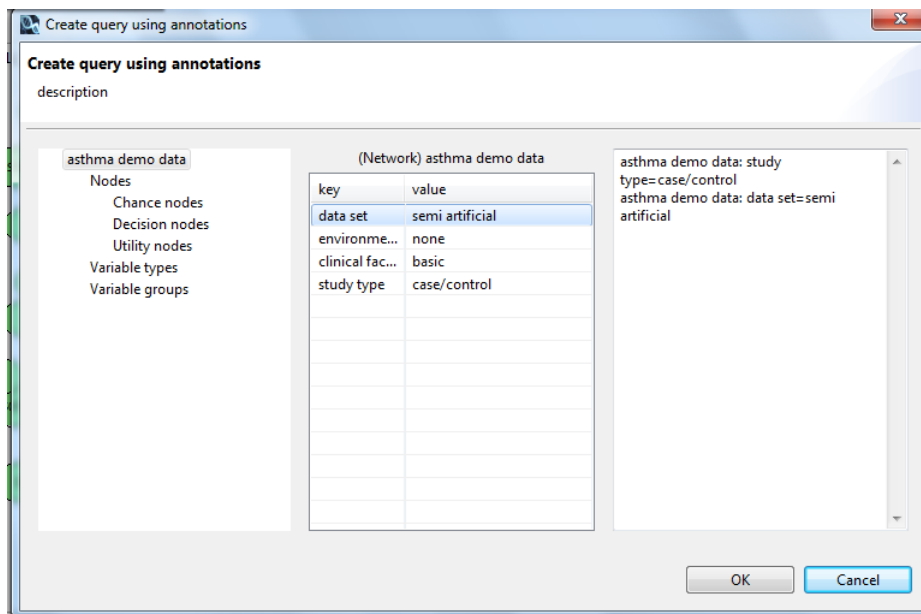 Create query using annotations
Create query using annotations
description
asthma demo data
Nodes
Chance nodes
Decision nodes
Utility nodes
Variable types
Variable groups
(Network) asthma demo data
key value
data set semi artificial
environme... none
clinical fac... basic
study type case/control
asthma demo data: study
type=case/control
asthma demo data: data set=semi
artificial
OK Cancel